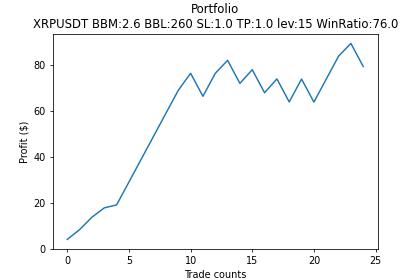 Portfolio
XRPUSDT BBM:2.6 BBL:260 SL:1.0 TP:1.0 lev:15 WinRatio:76.0
80
60
40
20
0
Profit ($)
0 5 10 15 20 25
Trade counts